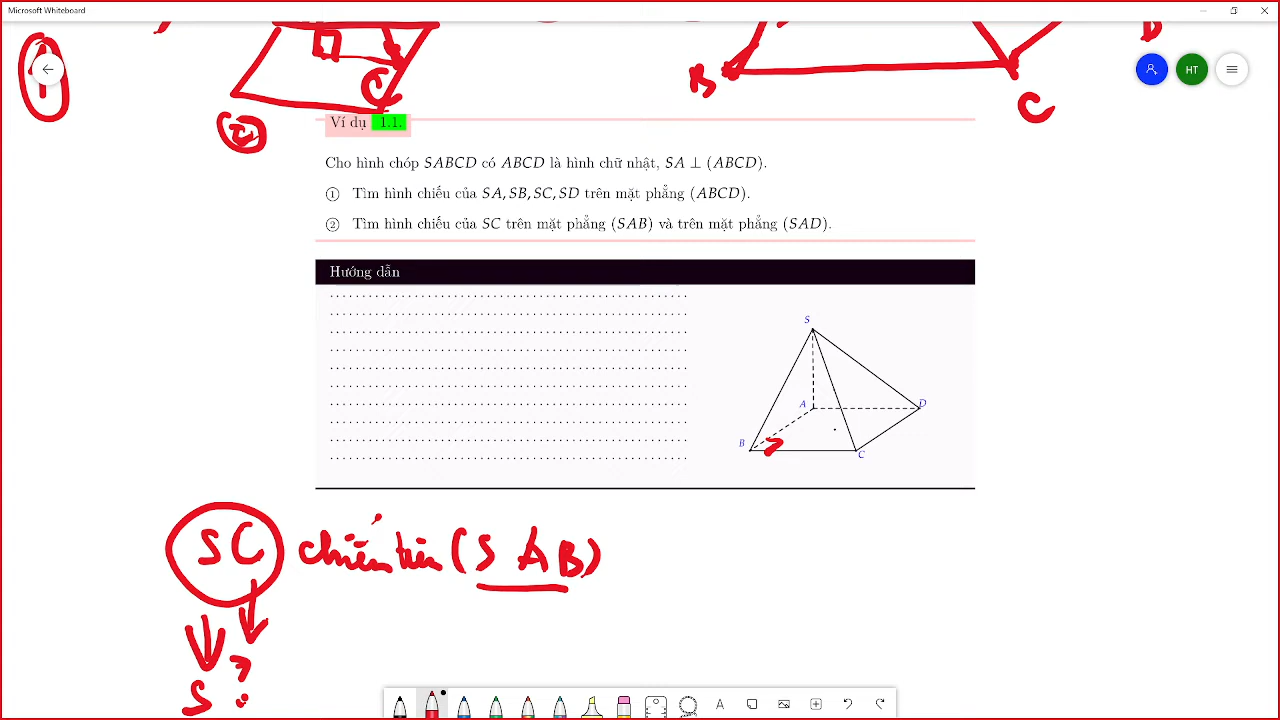 Microsoft Whiteboard
HT
B
C
C
Ví dụ 1.1.
Cho hình chóp SABCD có ABCD là hình chữ nhật, SA ⊥ (ABCD).
① Tìm hình chiếu của SA, SB, SC, SD trên mặt phẳng (ABCD).
② Tìm hình chiếu của SC trên mặt phẳng (SAB) và trên mặt phẳng (SAD).
Hướng dẫn
S
A
D
B
C
SC chiếu lên (SAB)
S ?